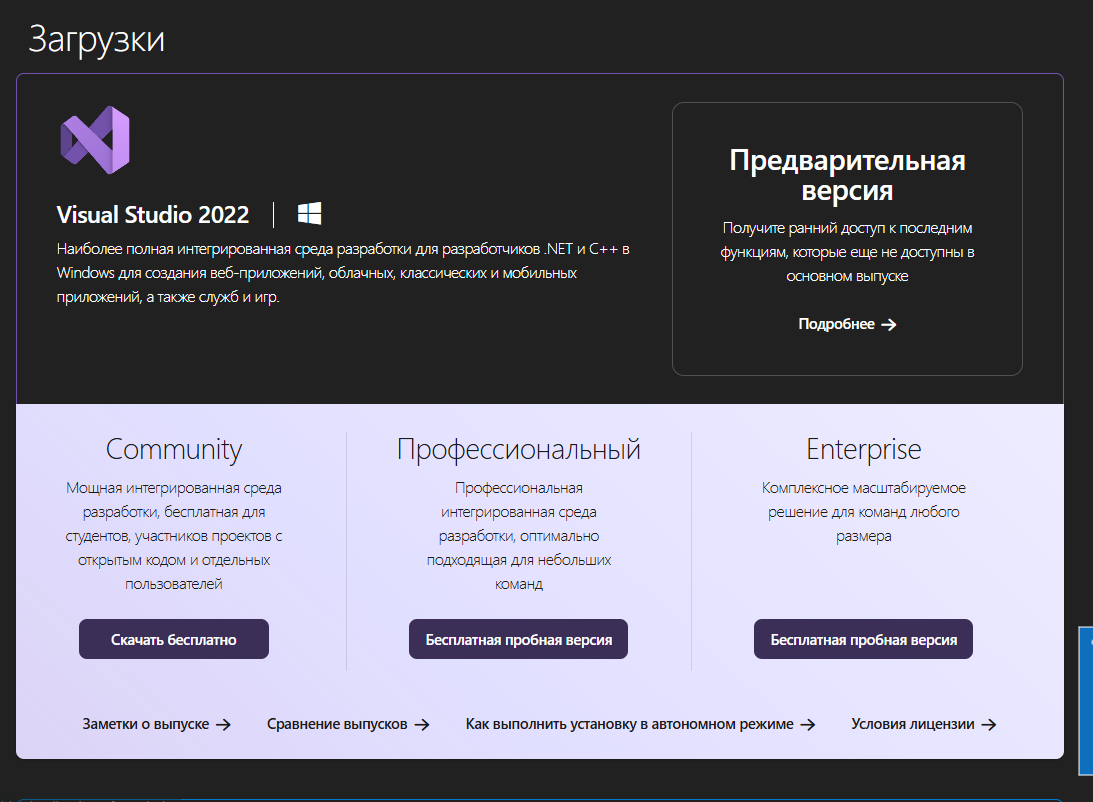 Загрузки
Visual Studio 2022
Наиболее полная интегрированная среда разработки для разработчиков .NET и C++ в
Windows для создания веб-приложений, облачных, классических и мобильных
приложений, а также служб и игр.
Предварительная
версия
Получите ранний доступ к последним
функциям, которые еще не доступны в
основном выпуске
Подробнее →
Community
Мощная интегрированная среда
разработки, бесплатная для
студентов, участников проектов с
открытым кодом и отдельных
пользователей
Скачать бесплатно
Профессиональный
Профессиональная
интегрированная среда
разработки, оптимально
подходящая для небольших
команд
Бесплатная пробная версия
Enterprise
Комплексное масштабируемое
решение для команд любого
размера
Бесплатная пробная версия
Заметки о выпуске → Сравнение выпусков → Как выполнить установку в автономном режиме → Условия лицензии →